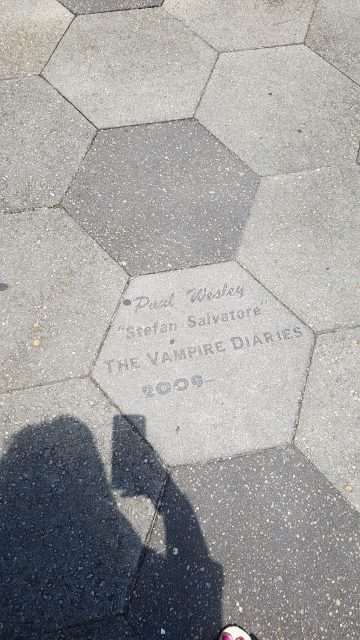 Paul Wesley
"Stefan Salvatore"
THE VAMPIRE DIARIES
2009-